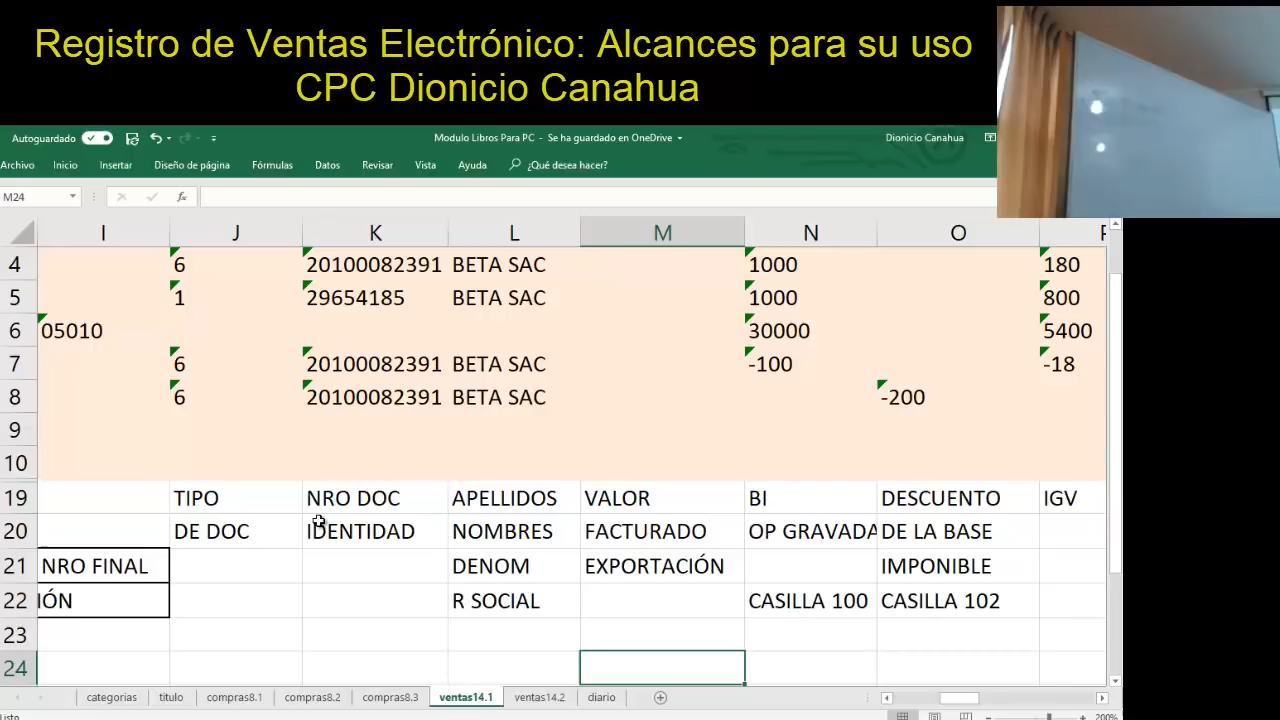 Registro de Ventas Electrónico: Alcances para su uso
CPC Dionicio Canahua
Autoguardado
Modulo Libros Para PC - Se ha guardado en OneDrive
Dionicio Canahua
Archivo Inicio Insertar Diseño de página Fórmulas Datos Revisar Vista Ayuda ¿Qué desea hacer?
M24 fx
I J K L M N O
4 6 20100082391 BETA SAC 1000 180
5 1 29654185 BETA SAC 1000 800
6 05010 30000 5400
7 6 20100082391 BETA SAC -100 -18
8 6 20100082391 BETA SAC -200
9
10
19 TIPO NRO DOC APELLIDOS VALOR BI DESCUENTO IGV
20 DE DOC IDENTIDAD NOMBRES FACTURADO OP GRAVADA DE LA BASE
21 NRO FINAL DENOM EXPORTACIÓN IMPONIBLE
22 IÓN R SOCIAL CASILLA 100 CASILLA 102
23
24
categorias titulo compras8.1 compras8.2 compras8.3 ventas14.1 ventas14.2 diario
Listo 200%